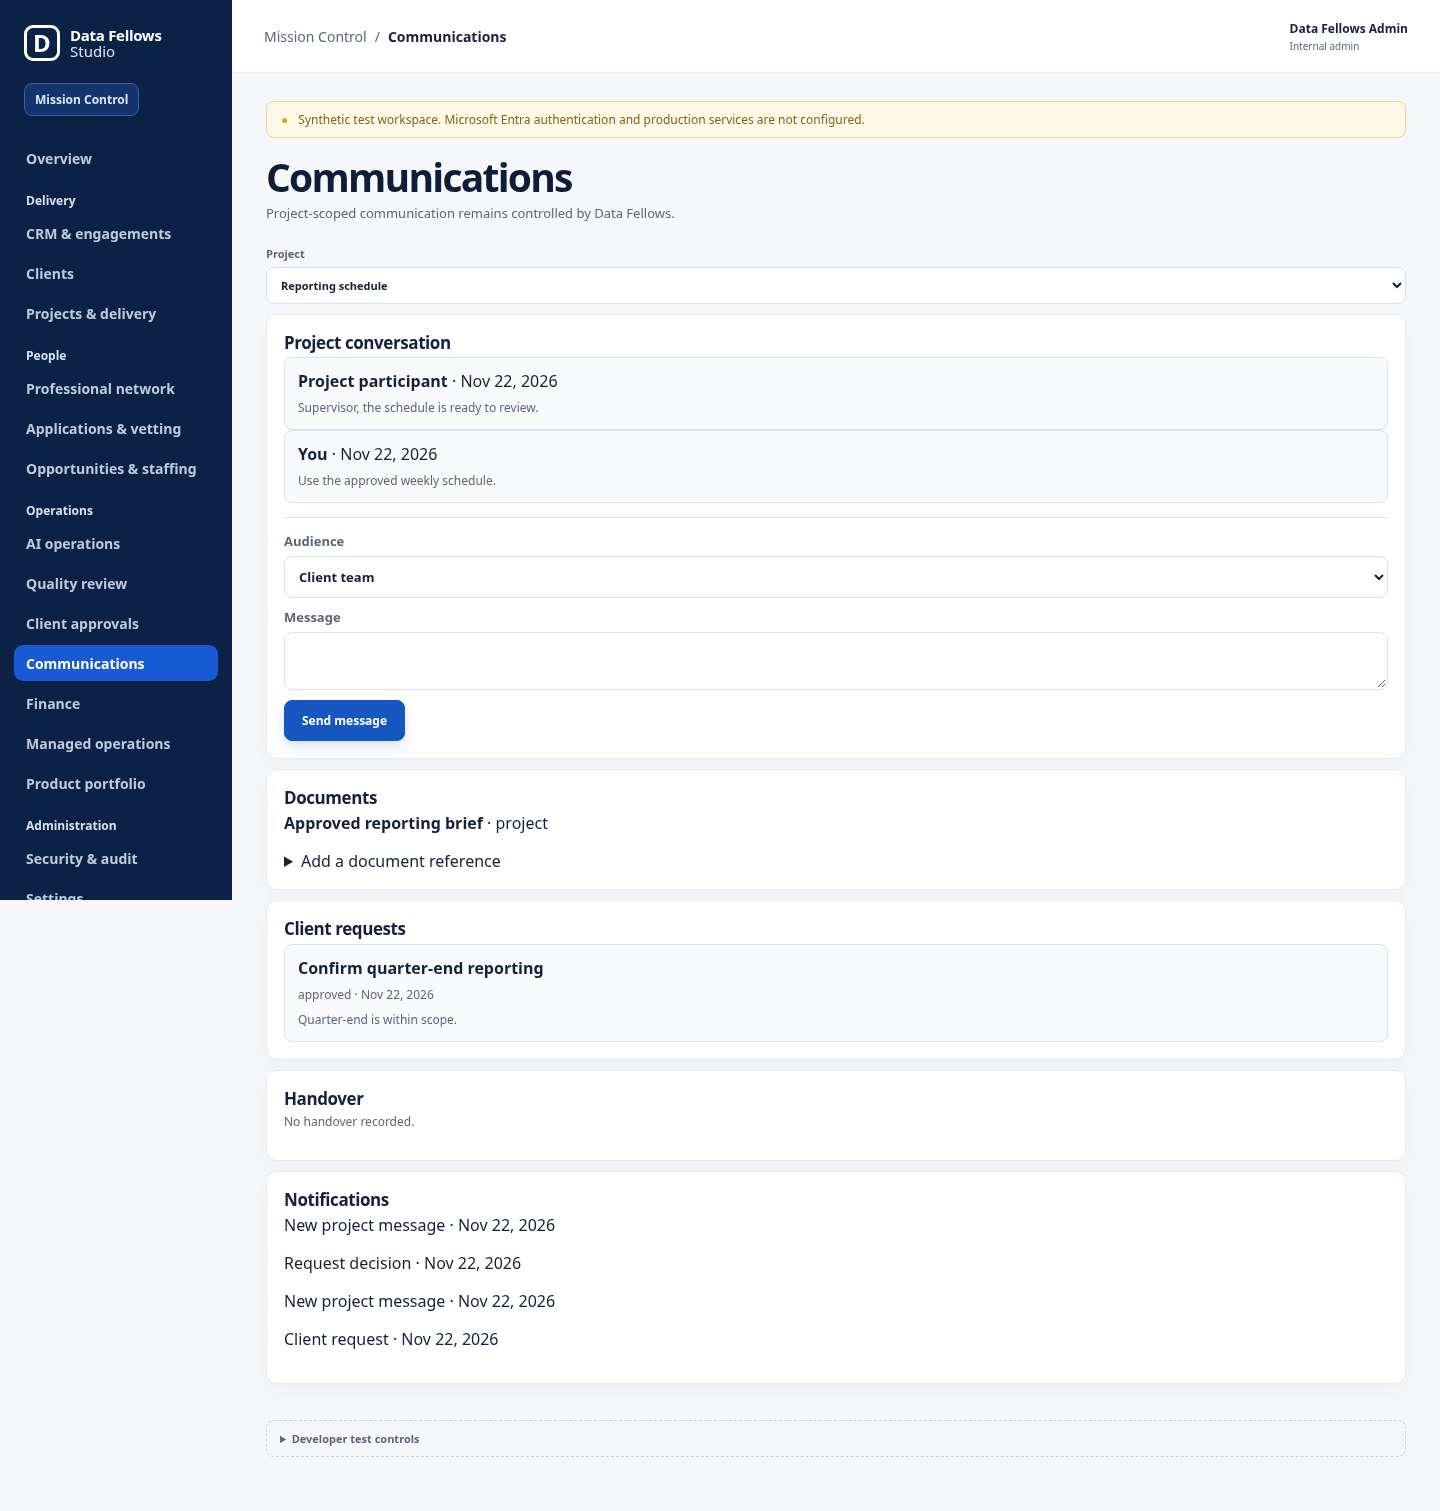 D
Data Fellows
Studio
Mission Control
Overview
Delivery
CRM & engagements
Clients
Projects & delivery
People
Professional network
Applications & vetting
Opportunities & staffing
Operations
AI operations
Quality review
Client approvals
Communications
Finance
Managed operations
Product portfolio
Administration
Security & audit
Settings
Mission Control / Communications
Data Fellows Admin
Internal admin
Synthetic test workspace. Microsoft Entra authentication and production services are not configured.
Communications
Project-scoped communication remains controlled by Data Fellows.
Project
Reporting schedule
Project conversation
Project participant · Nov 22, 2026
Supervisor, the schedule is ready to review.
You · Nov 22, 2026
Use the approved weekly schedule.
Audience
Client team
Message
Send message
Documents
Approved reporting brief · project
Add a document reference
Client requests
Confirm quarter-end reporting
approved · Nov 22, 2026
Quarter-end is within scope.
Handover
No handover recorded.
Notifications
New project message · Nov 22, 2026
Request decision · Nov 22, 2026
New project message · Nov 22, 2026
Client request · Nov 22, 2026
Developer test controls